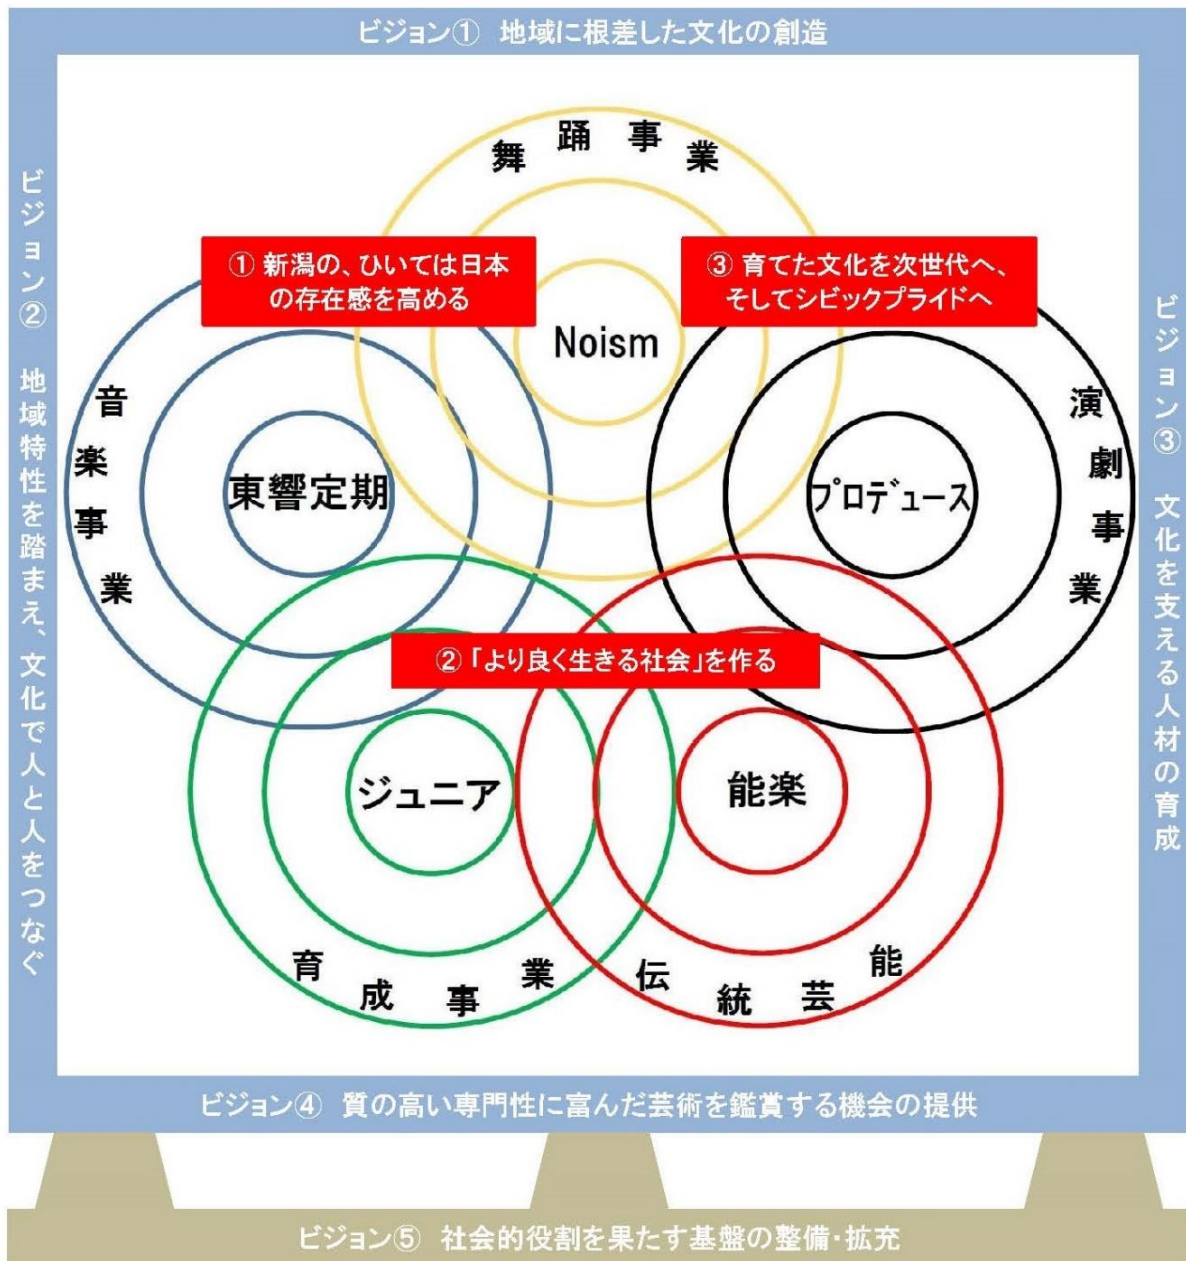 ビジョン① 地域に根差した文化の創造
舞踊事業
① 新潟の、ひいては日本
の存在感を高める
③ 育てた文化を次世代へ、
そしてシビックプライドへ
Noism
ビジョン② 地域特性を踏まえ、文化で人と人をつなぐ
音楽事業
東響定期
プロデュース
演劇事業
ビジョン③ 文化を支える人材の育成
② 「より良く生きる社会」を作る
ジュニア
能楽
育成事業
伝統芸能
ビジョン④ 質の高い専門性に富んだ芸術を鑑賞する機会の提供
ビジョン⑤ 社会的役割を果たす基盤の整備・拡充